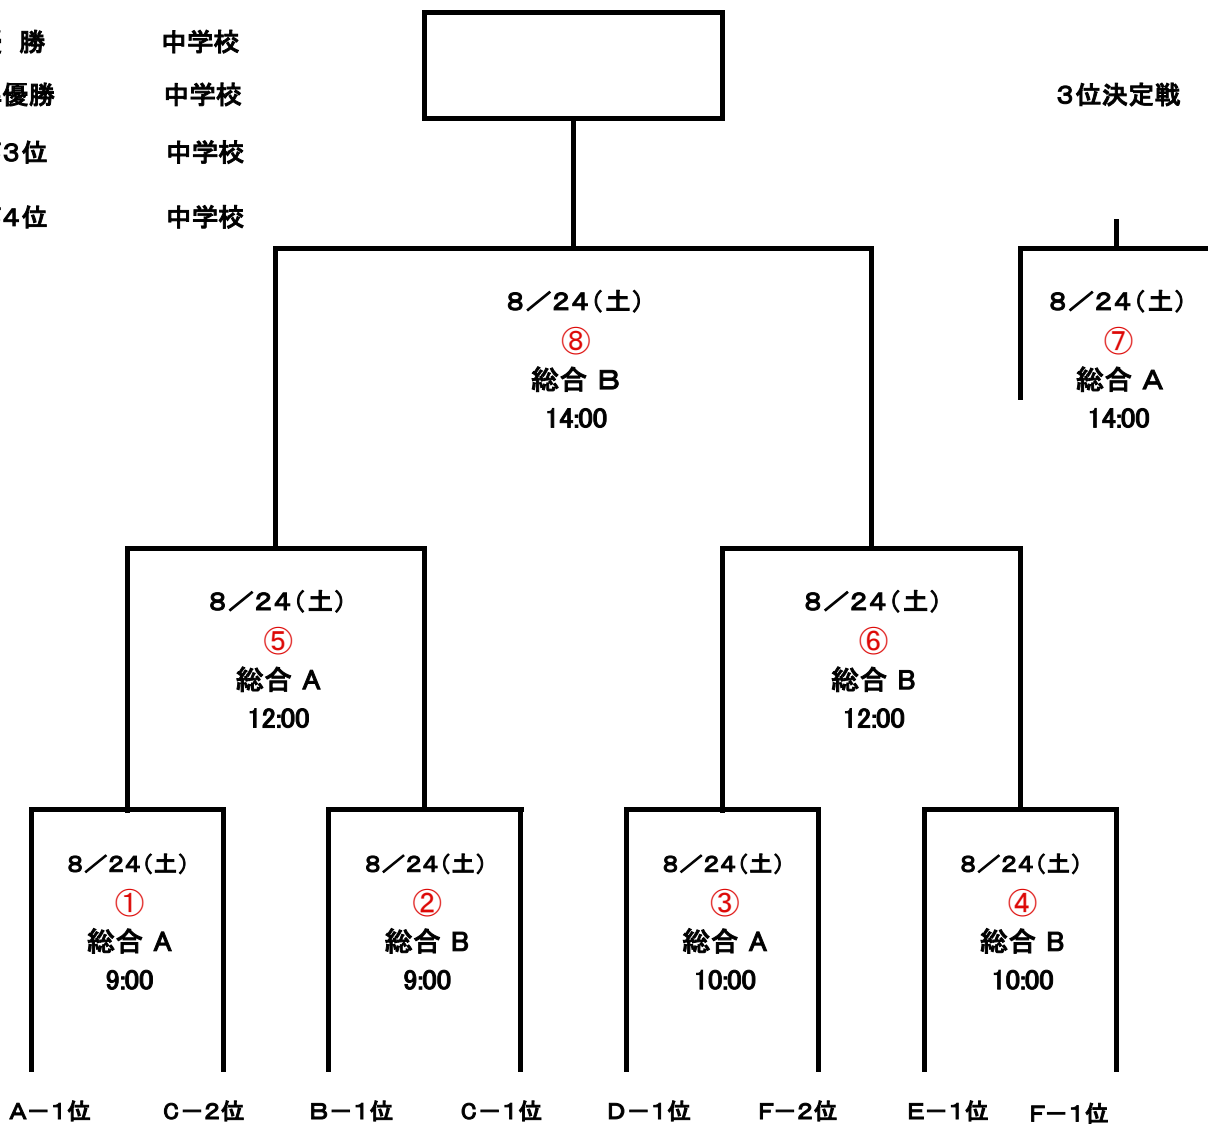 勝 中学校
優勝 中学校
3位 中学校
4位 中学校
3位決定戦
8／24(土)
⑧
総合 B
14:00
8／24(土)
⑦
総合 A
14:00
8／24(土)
⑤
総合 A
12:00
8／24(土)
⑥
総合 B
12:00
8／24(土)
①
総合 A
9:00
8／24(土)
②
総合 B
9:00
8／24(土)
③
総合 A
10:00
8／24(土)
④
総合 B
10:00
A－1位 C－2位 B－1位 C－1位 D－1位 F－2位 E－1位 F－1位